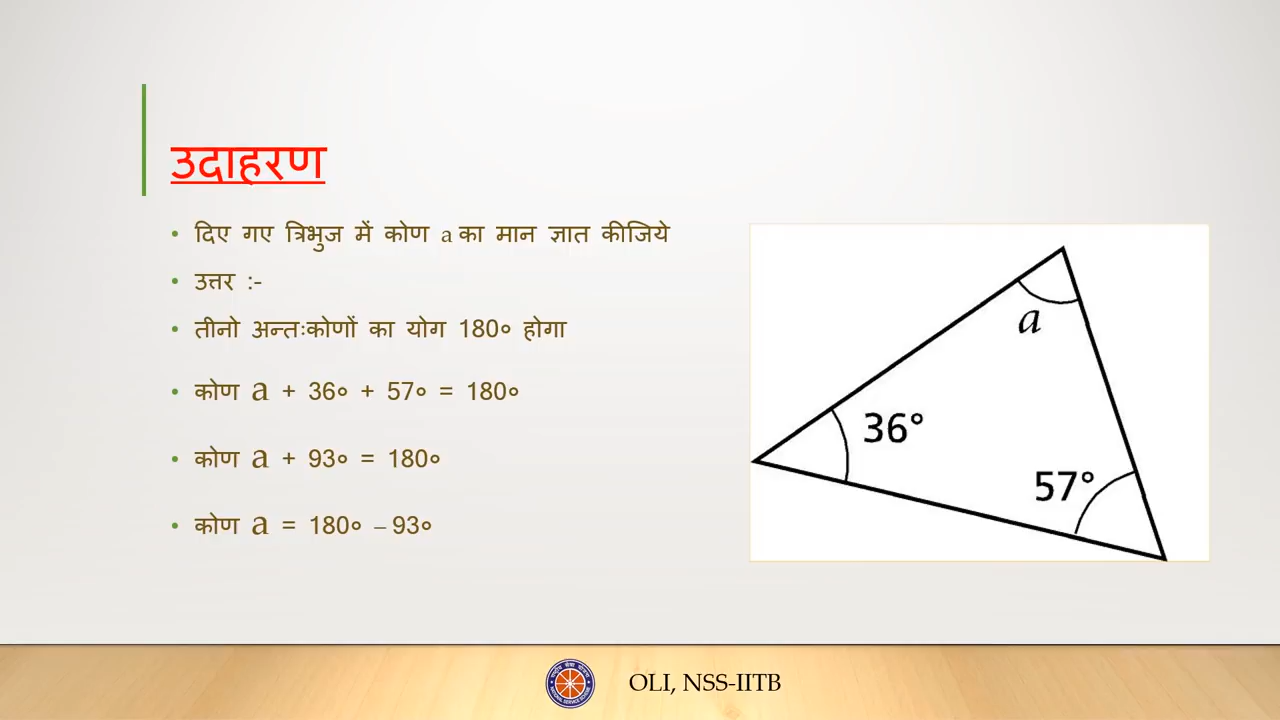 उदाहरण
• दिए गए त्रिभुज में कोण a का मान ज्ञात कीजिये
• उत्तर :-
• तीनो अन्तःकोणों का योग 180० होगा
• कोण a + 36० + 57० = 180०
• कोण a + 93० = 180०
• कोण a = 180० – 93०
a
36°
57°
OLI, NSS-IITB